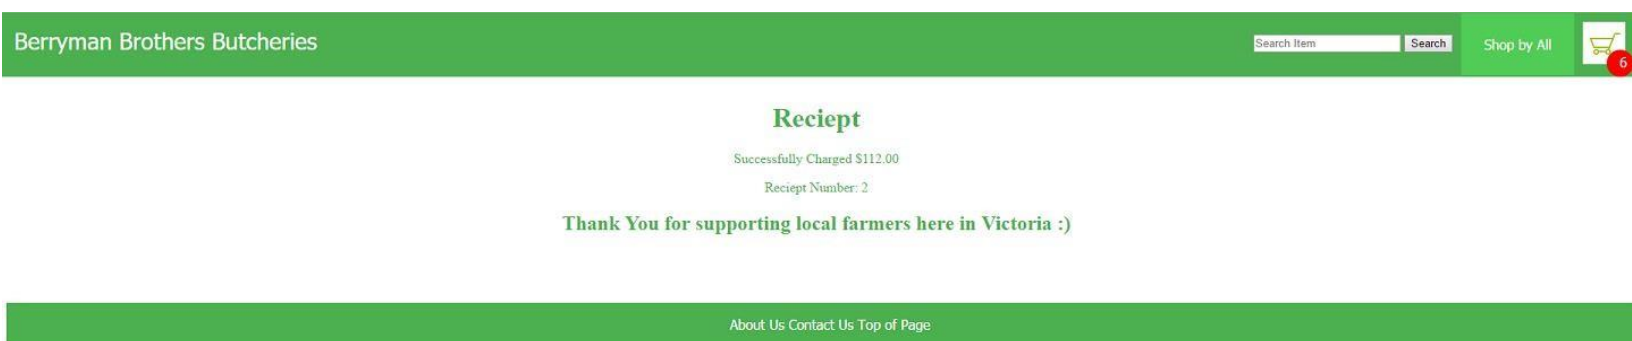 Berryman Brothers Butcheries
Search Item Search Shop by All 6
Reciept
Successfully Charged $112.00
Reciept Number: 2
Thank You for supporting local farmers here in Victoria :)
About Us Contact Us Top of Page